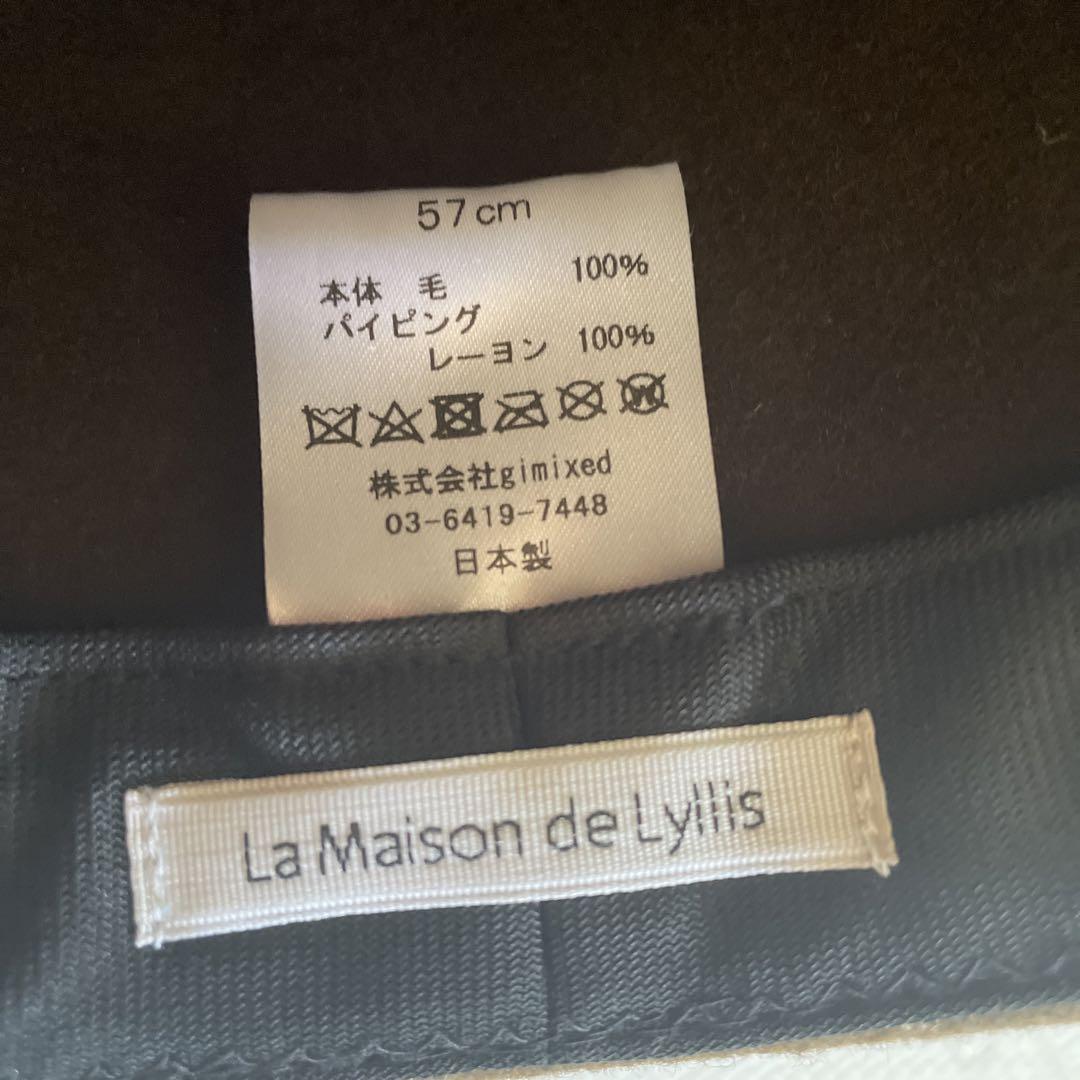 57cm
本体 毛 100%
パイピング
レーヨン 100%
株式会社gimixed
03-6419-7448
日本製
La Maison de Lyllis